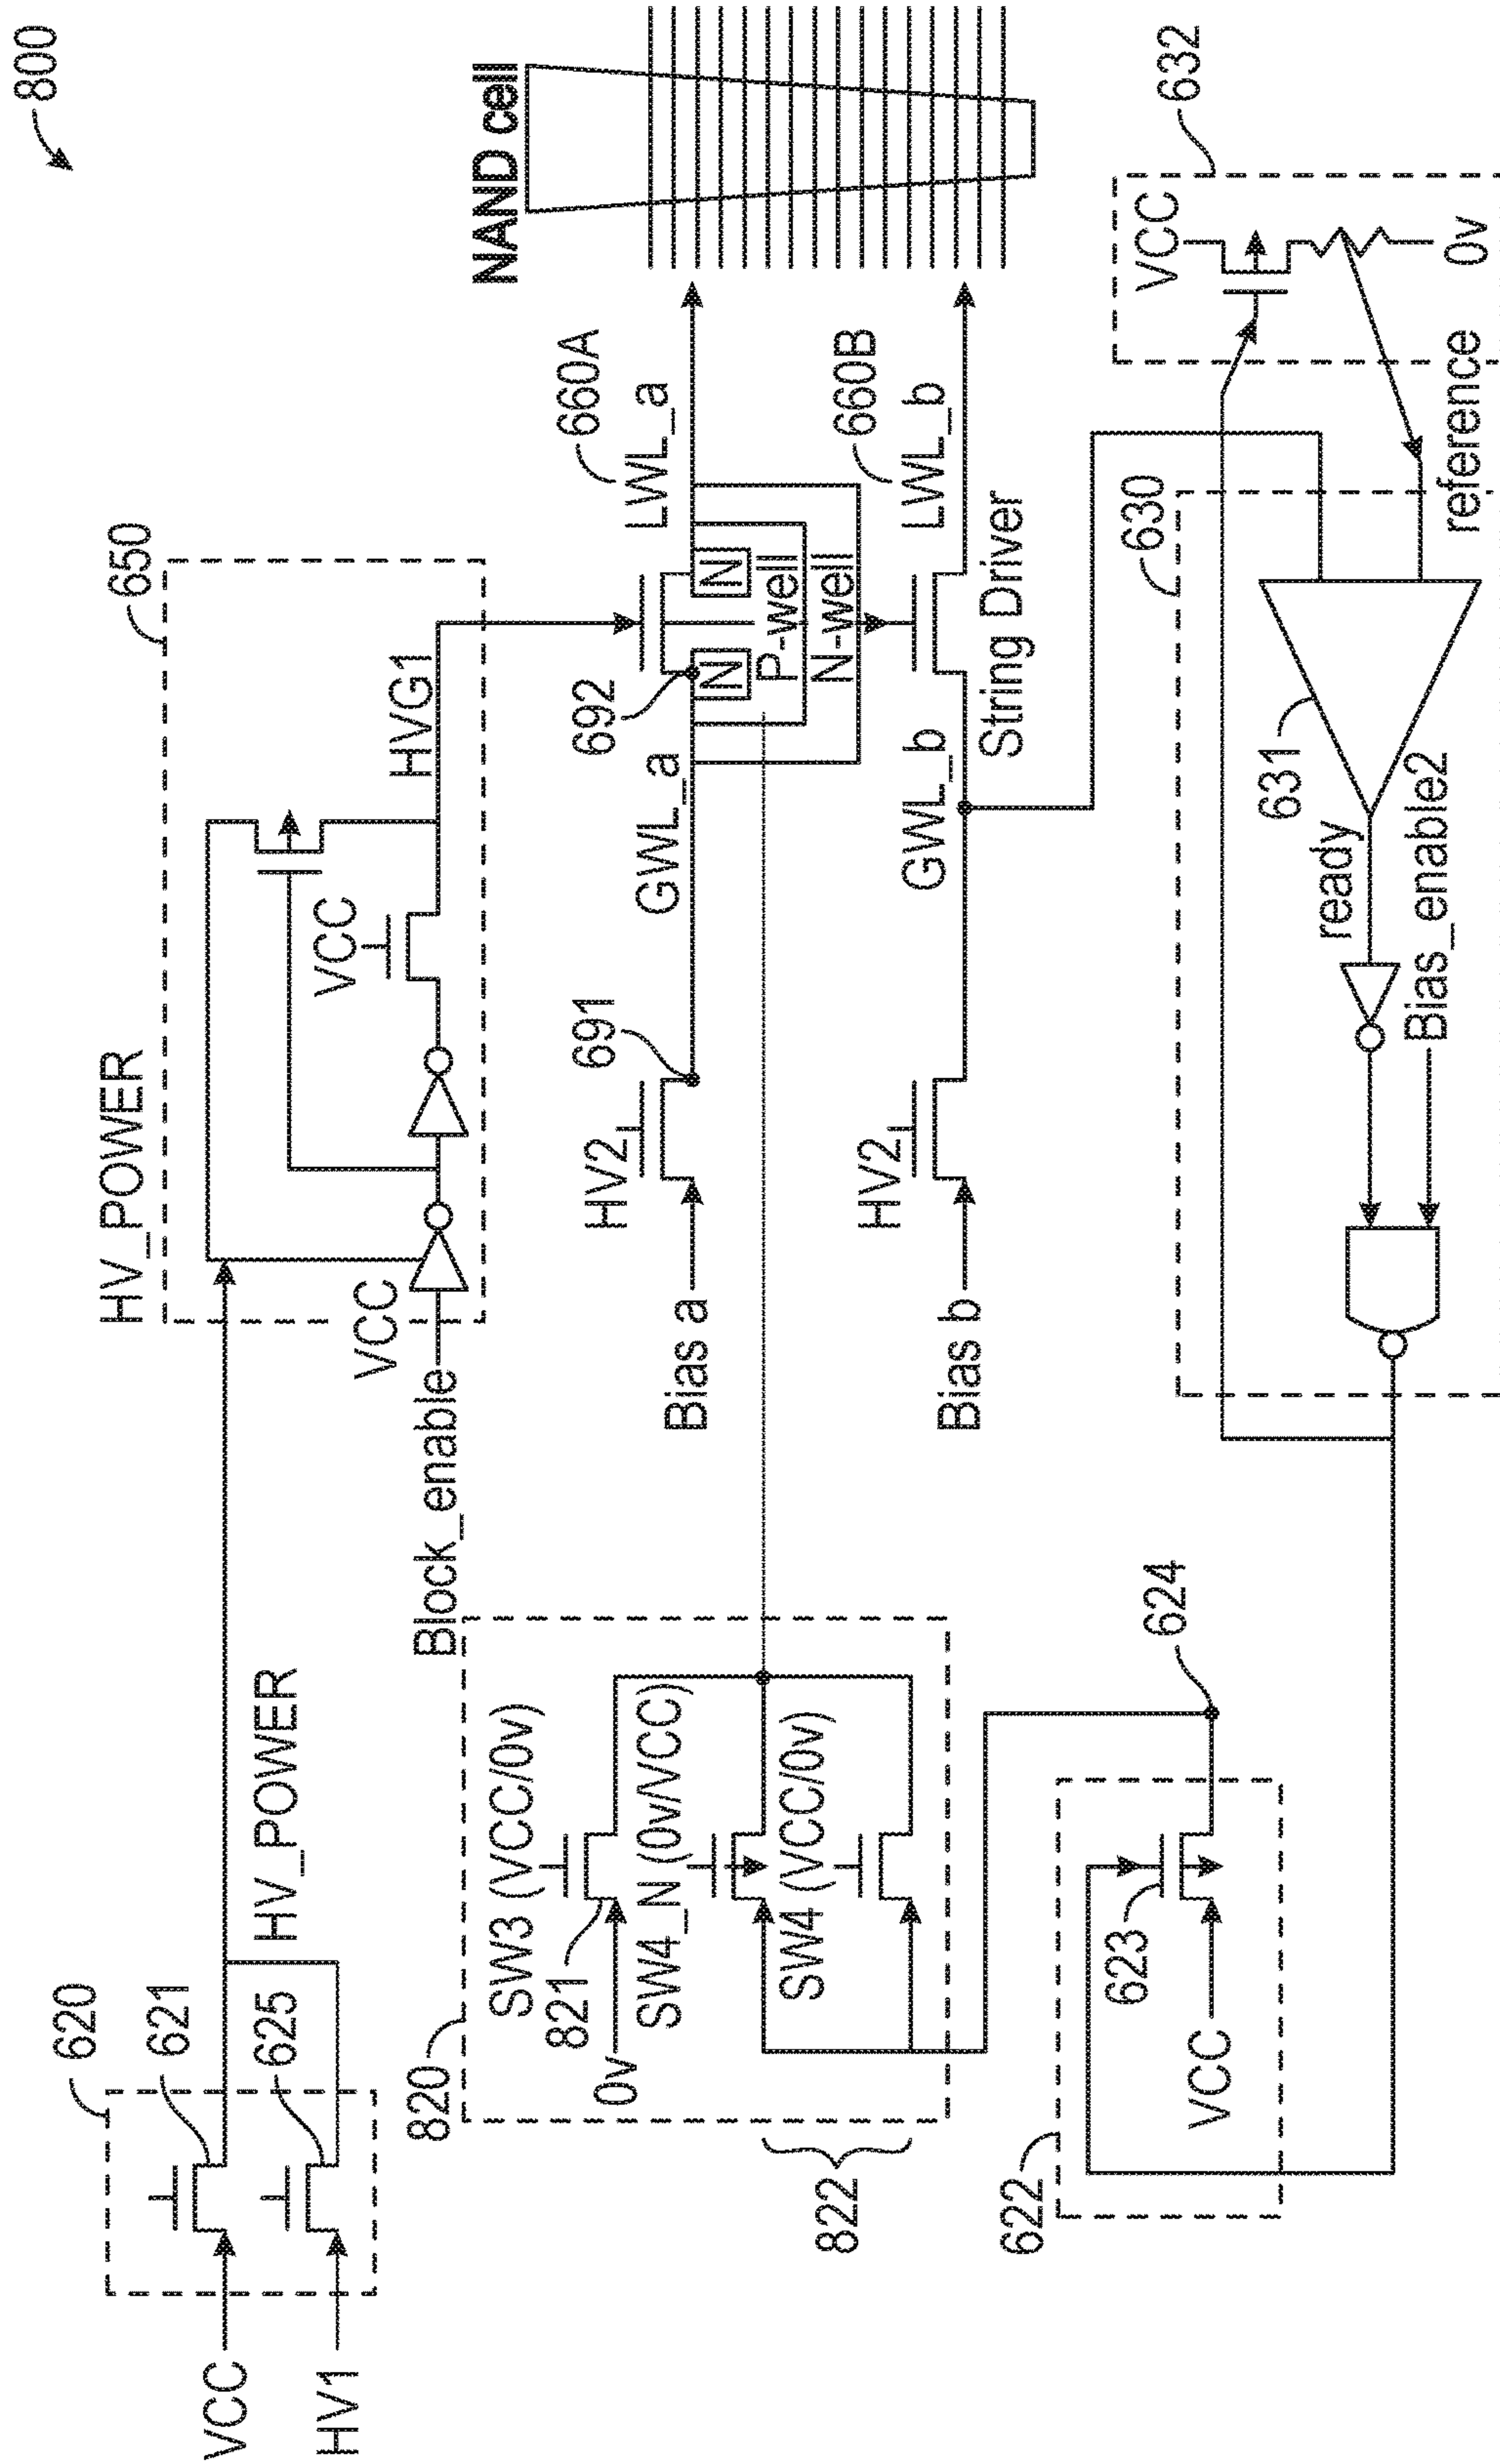 800
HV_POWER
650
VCC
HVG1
VCC
Block_enable
620
621
625
HV_POWER
VCC
HV1
NAND cell
HV2
691
GWL_a
692
N
N
P-well
N-well
660A
LWL_a
Bias a
HV2
GWL_b
660B
LWL_b
Bias b
String Driver
820
SW3 (VCC/0v)
821
0v
SW4_N (0v/VCC)
SW4 (VCC/0v)
822
624
622
623
VCC
630
631
ready
Bias_enable2
reference
632
VCC
0v